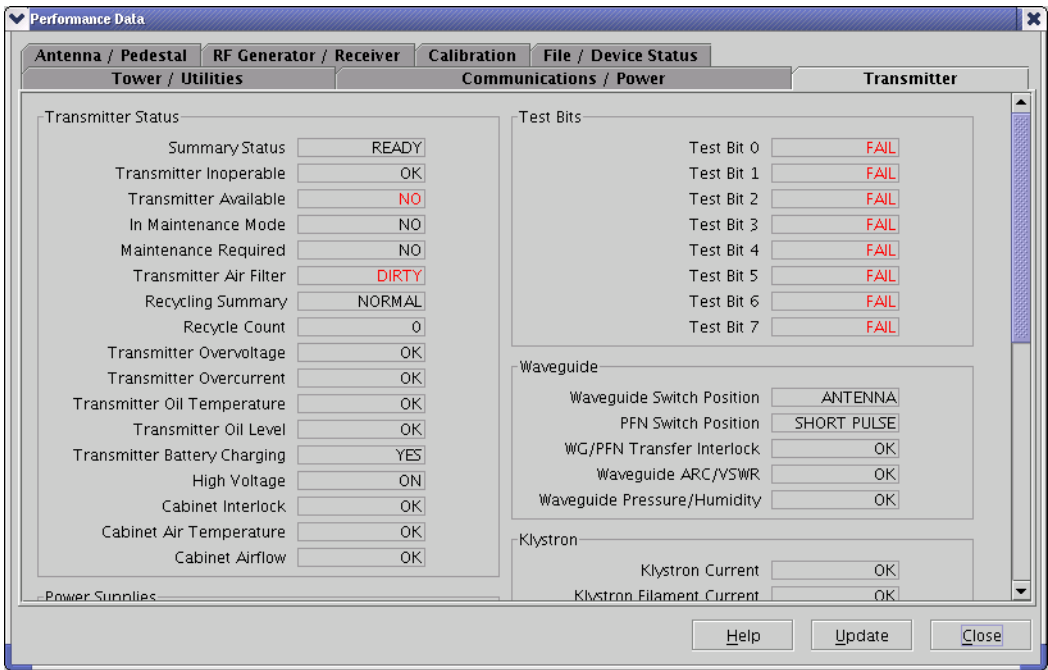 Performance Data
Antenna / Pedestal RF Generator / Receiver Calibration File / Device Status
Tower / Utilities Communications / Power Transmitter
Transmitter Status
Summary Status READY
Transmitter Inoperable OK
Transmitter Available NO
In Maintenance Mode NO
Maintenance Required NO
Transmitter Air Filter DIRTY
Recycling Summary NORMAL
Recycle Count 0
Transmitter Overvoltage OK
Transmitter Overcurrent OK
Transmitter Oil Temperature OK
Transmitter Oil Level OK
Transmitter Battery Charging YES
High Voltage ON
Cabinet Interlock OK
Cabinet Air Temperature OK
Cabinet Airflow OK
Power Supplies
Test Bits
Test Bit 0 FAIL
Test Bit 1 FAIL
Test Bit 2 FAIL
Test Bit 3 FAIL
Test Bit 4 FAIL
Test Bit 5 FAIL
Test Bit 6 FAIL
Test Bit 7 FAIL
Waveguide
Waveguide Switch Position ANTENNA
PFN Switch Position SHORT PULSE
WG/PFN Transfer Interlock OK
Waveguide ARC/VSWR OK
Waveguide Pressure/Humidity OK
Klystron
Klystron Current OK
Klystron Filament Current OK
Help Update Close